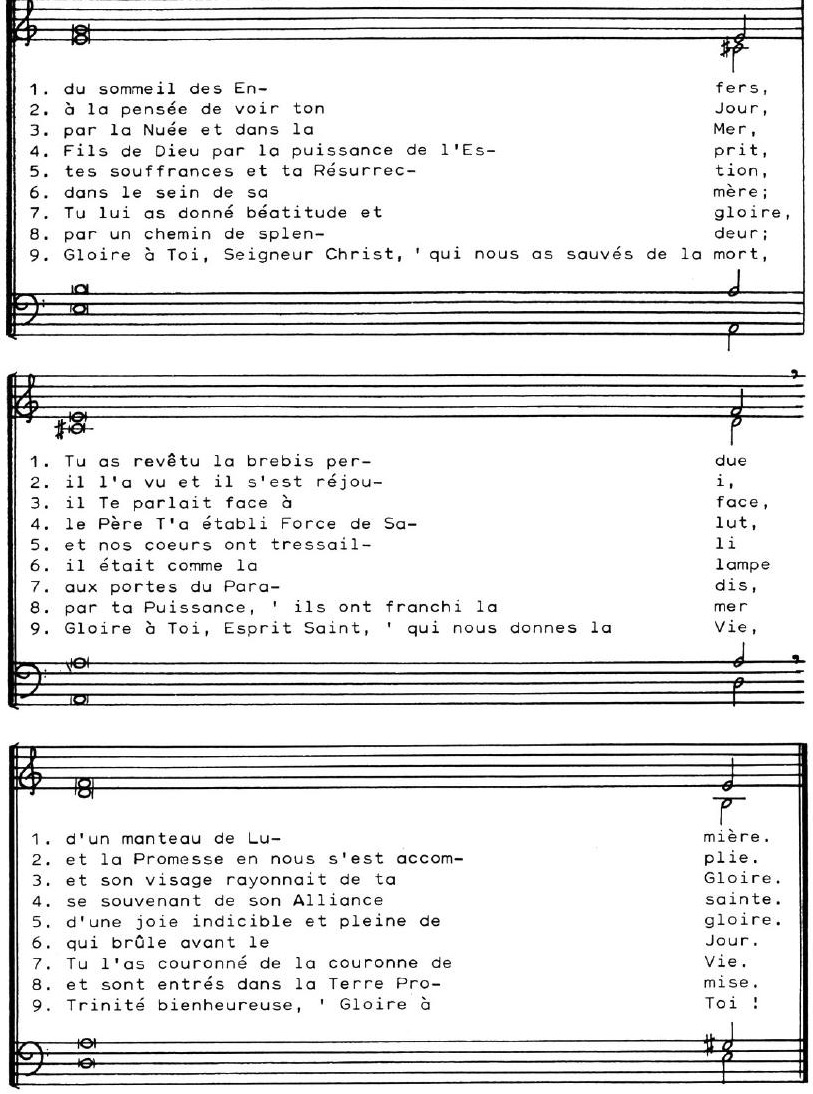 1. du sommeil des En- fers,
2. à la pensée de voir ton Jour,
3. par la Nuée et dans la Mer,
4. Fils de Dieu par la puissance de l'Es- prit,
5. tes souffrances et ta Résurrec- tion,
6. dans le sein de sa mère;
7. Tu lui as donné béatitude et gloire,
8. par un chemin de splen- deur;
9. Gloire à Toi, Seigneur Christ, ' qui nous as sauvés de la mort,
1. Tu as revêtu la brebis per- due
2. il l'a vu et il s'est réjou- i,
3. il Te parlait face à face,
4. le Père T'a établi Force de Sa- lut,
5. et nos coeurs ont tressail- li
6. il était comme la lampe
7. aux portes du Para- dis,
8. par ta Puissance, ' ils ont franchi la mer
9. Gloire à Toi, Esprit Saint, ' qui nous donnes la Vie,
1. d'un manteau de Lu- mière.
2. et la Promesse en nous s'est accom- plie.
3. et son visage rayonnait de ta Gloire.
4. se souvenant de son Alliance sainte.
5. d'une joie indicible et pleine de gloire.
6. qui brûle avant le Jour.
7. Tu l'as couronné de la couronne de Vie.
8. et sont entrés dans la Terre Pro- mise.
9. Trinité bienheureuse, ' Gloire à Toi !